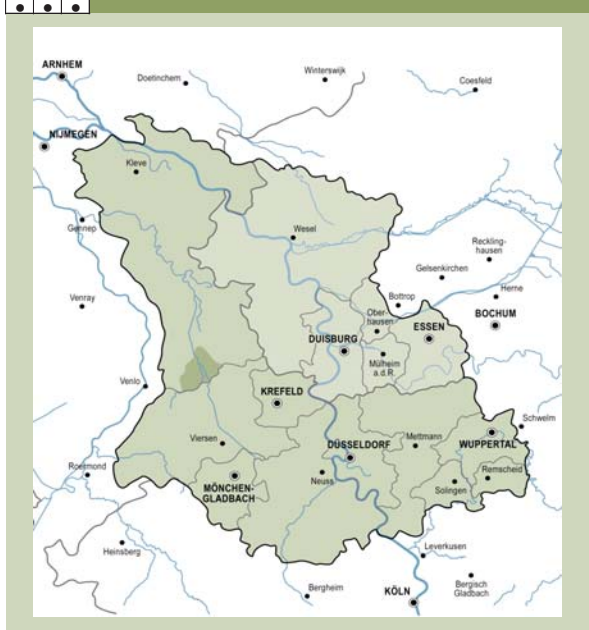 ARNHEM
Doetinchem
Winterswijk
Coesfeld
NIJMEGEN
Kleve
Gennep
Wesel
Reckling-
hausen
Gelsenkirchen
Venray
Bottrop
Herne
Ober-
hausen
BOCHUM
ESSEN
DUISBURG
Mülheim
a.d.R.
Venlo
KREFELD
Schwelm
Viersen
Mettmann
WUPPERTAL
DÜSSELDORF
Roermond
Remscheid
Neuss
MÖNCHEN-
GLADBACH
Solingen
Heinsberg
Leverkusen
Bergheim
KÖLN
Bergisch
Gladbach